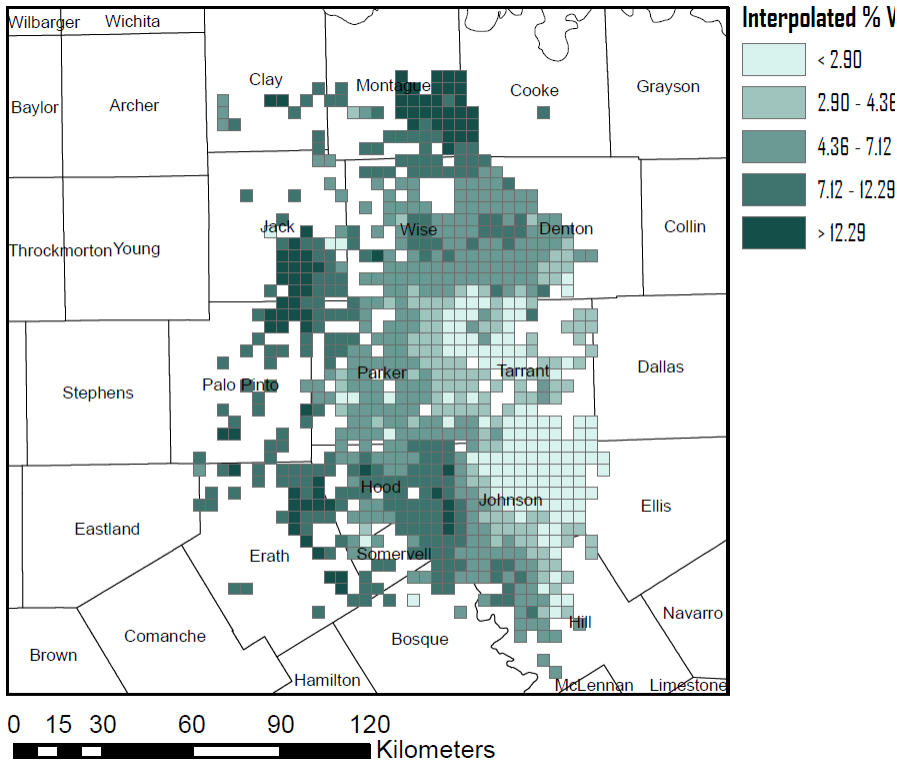 Interpolated % V
< 2.90
2.90 - 4.36
4.36 - 7.12
7.12 - 12.29
> 12.29
Wilbarger
Wichita
Clay
Montague
Cooke
Grayson
Baylor
Archer
Jack
Wise
Denton
Collin
Throckmorton
Young
Stephens
Palo Pinto
Parker
Tarrant
Dallas
Hood
Johnson
Ellis
Eastland
Erath
Somervell
Comanche
Bosque
Hill
Navarro
Brown
Hamilton
McLennan
Limestone
0 15 30 60 90 120
Kilometers